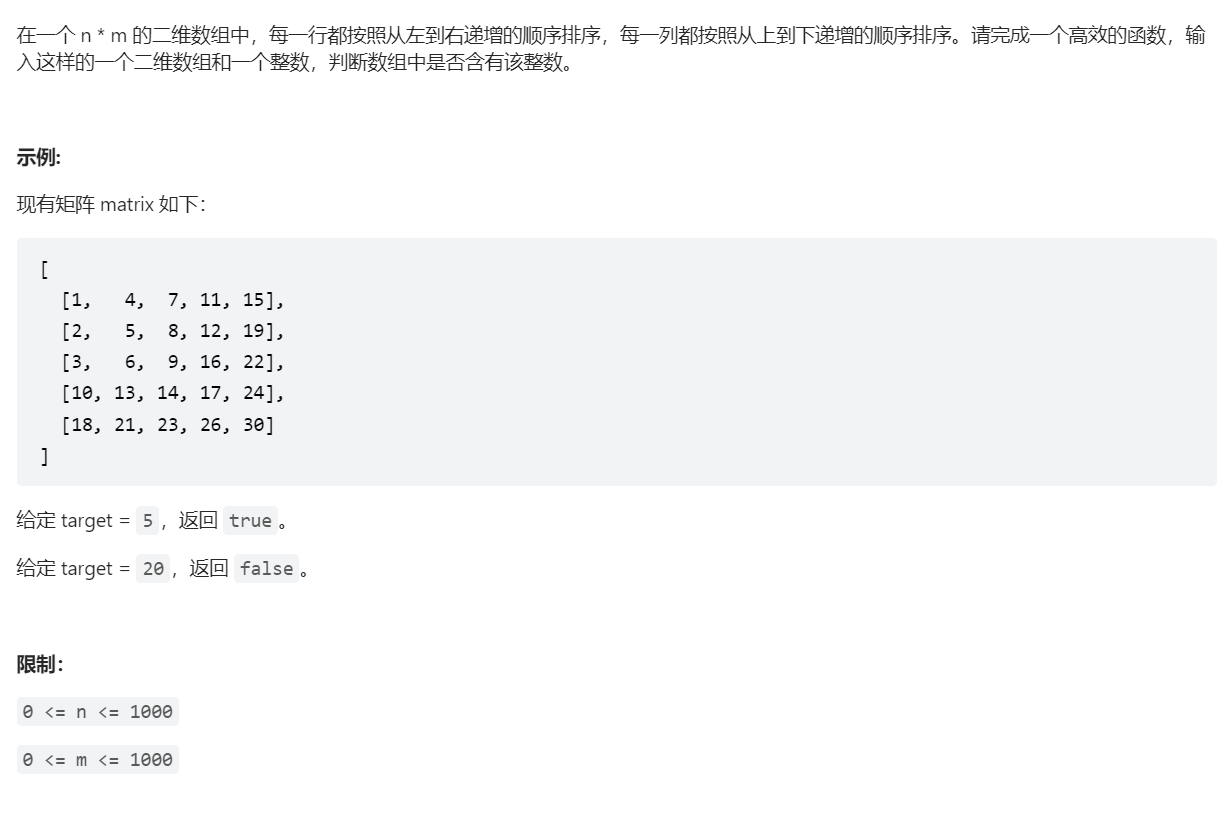 在一个 n * m 的二维数组中，每一行都按照从左到右递增的顺序排序，每一列都按照从上到下递增的顺序排序。请完成一个高效的函数，输
入这样的一个二维数组和一个整数，判断数组中是否含有该整数。
示例:
现有矩阵 matrix 如下：
[
  [1,   4,  7, 11, 15],
  [2,   5,  8, 12, 19],
  [3,   6,  9, 16, 22],
  [10, 13, 14, 17, 24],
  [18, 21, 23, 26, 30]
]
给定 target = 5，返回 true。
给定 target = 20，返回 false。
限制：
0 <= n <= 1000
0 <= m <= 1000